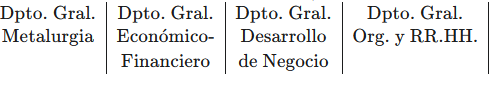 Dpto. Gral. Metalurgia
Dpto. Gral. Económico-Financiero
Dpto. Gral. Desarrollo de Negocio
Dpto. Gral. Org. y RR.HH.